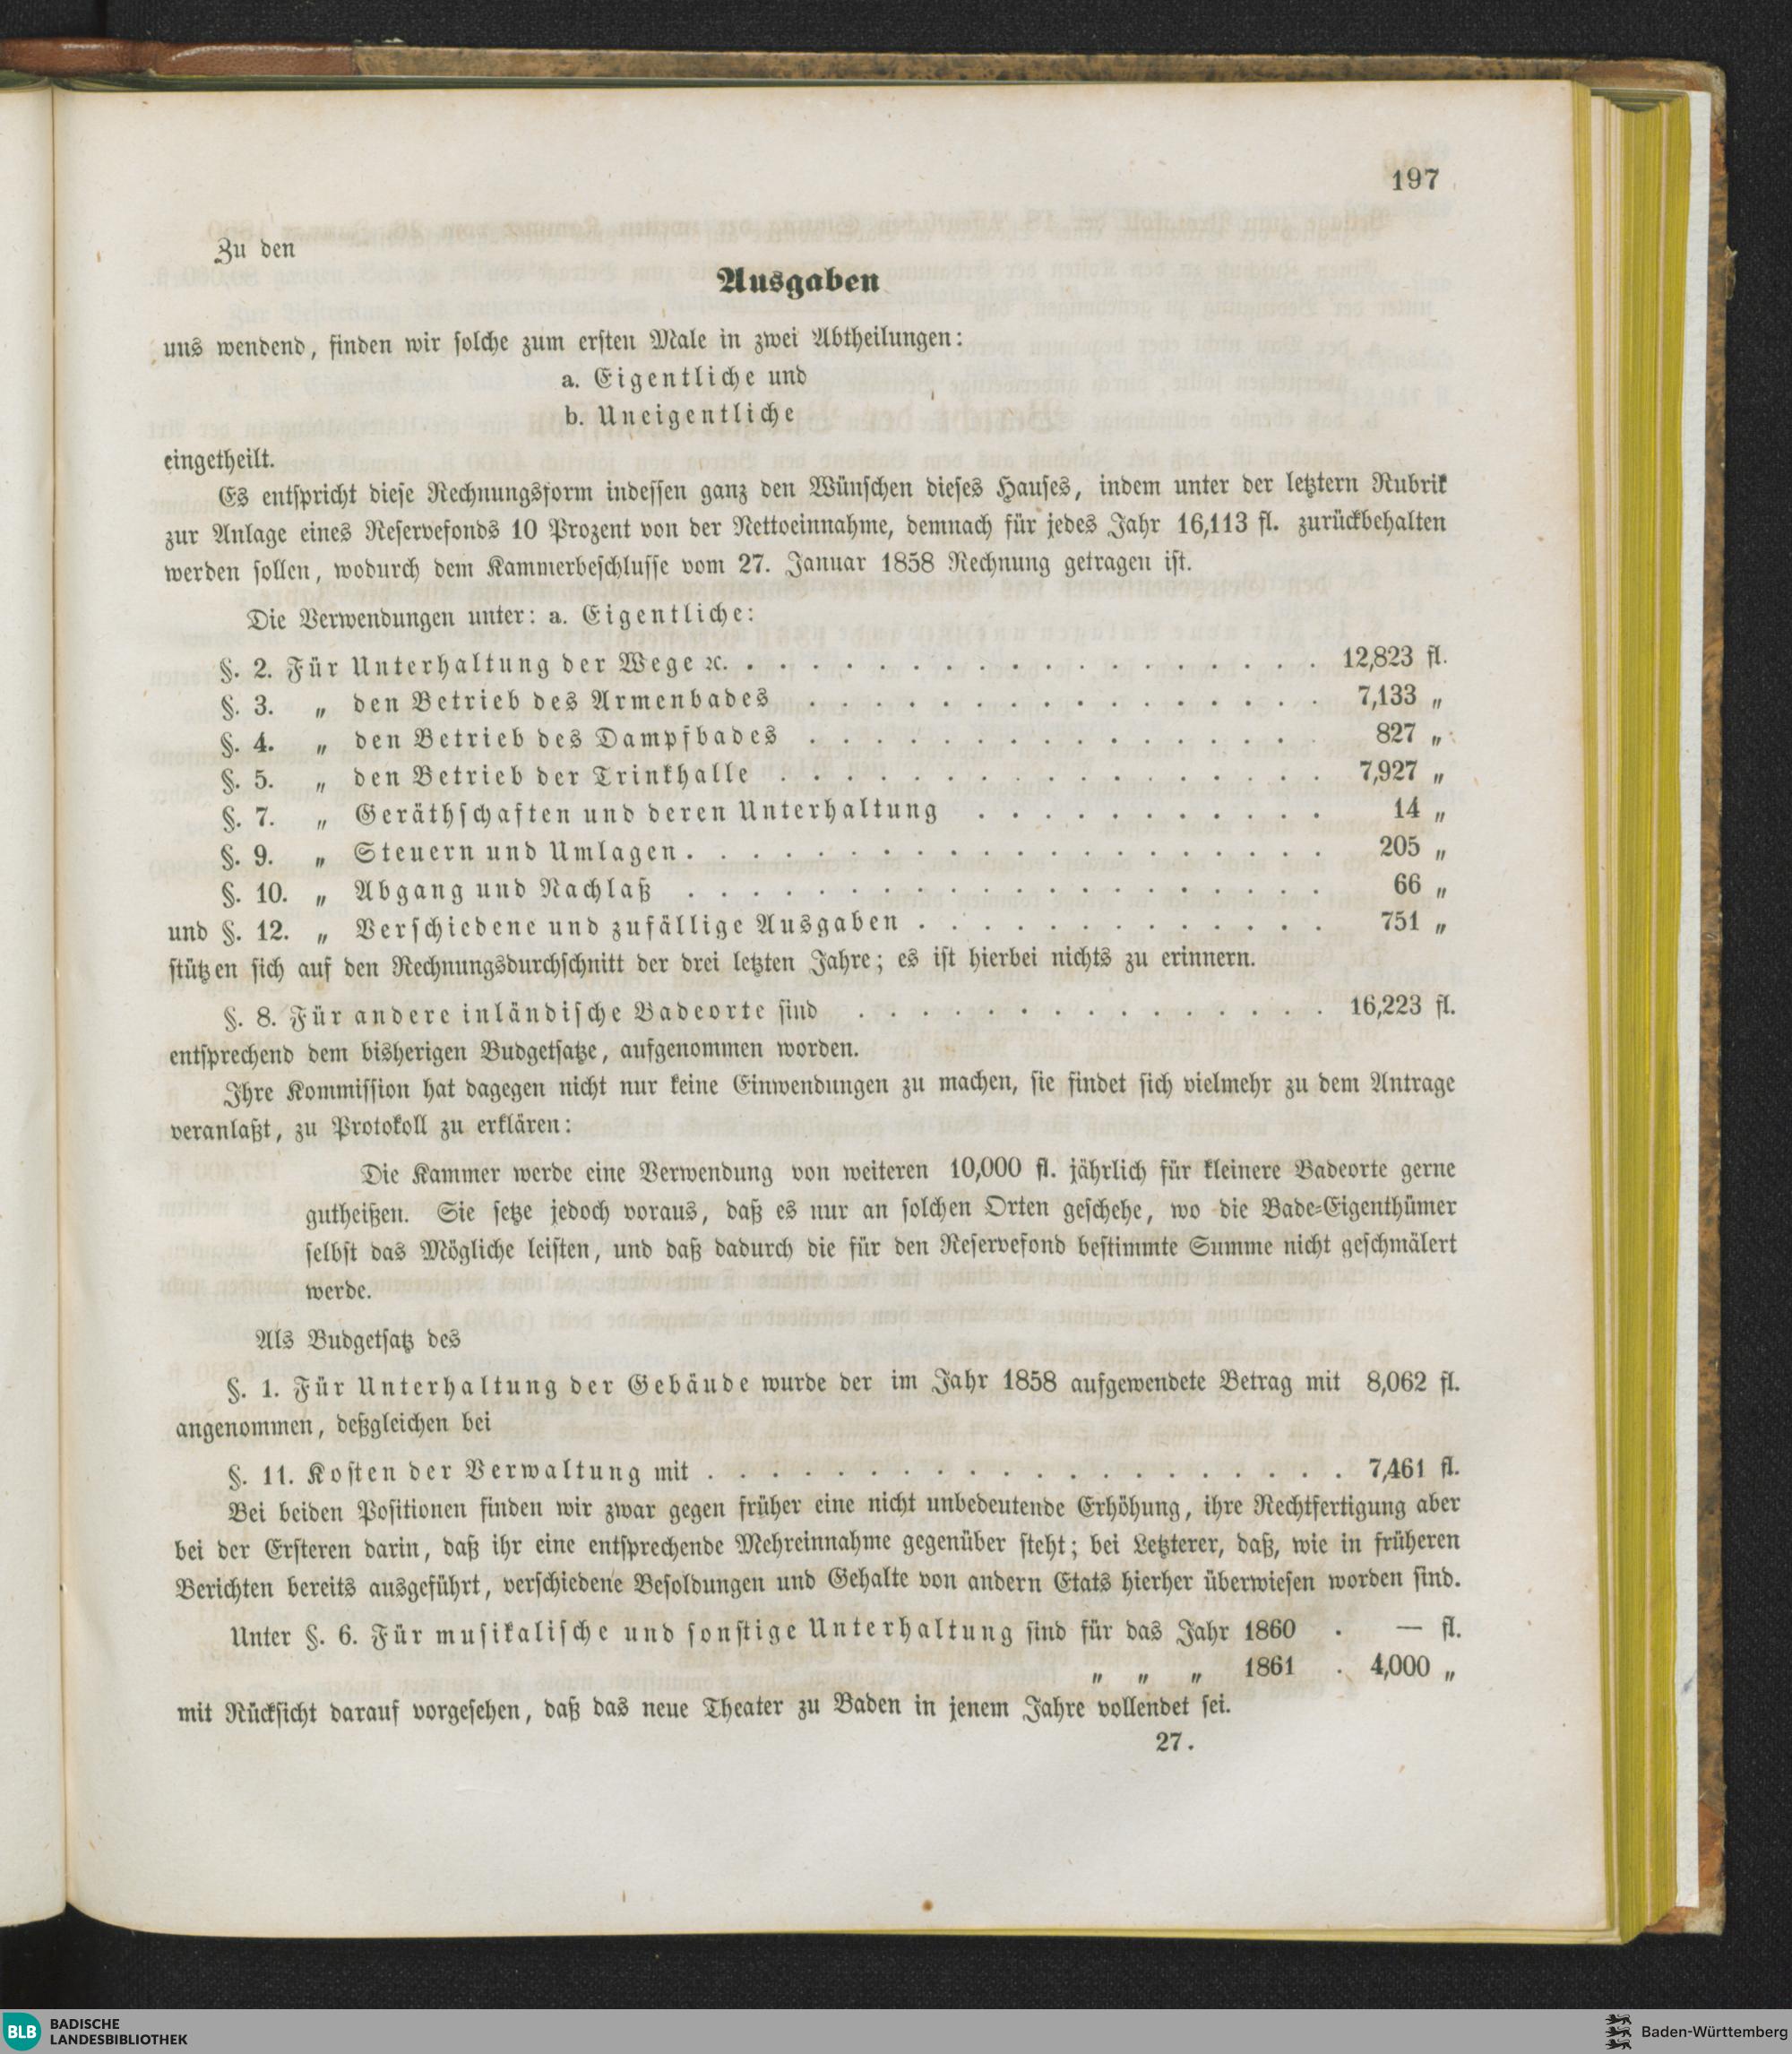 197
Zu den
Ausgaben
uns wendend, finden wir solche zum ersten Male in zwei Abtheilungen:
a. Eigentliche und
b. Uneigentliche
eingetheilt.
Es entspricht diese Rechnungsform indessen ganz den Wünschen dieses Hauses, indem unter der letztern Rubrik
zur Anlage eines Reservefonds 10 Prozent von der Nettoeinnahme, demnach für jedes Jahr 16,113 fl. zurückbehalten
werden sollen, wodurch dem Kammerbeschlusse vom 27. Januar 1858 Rechnung getragen ist.
Die Verwendungen unter: a. Eigentliche:
§. 2. Für Unterhaltung der Wege ꝛc. . . . . . . . . . . . . . . . . . . 12,823 fl.
§. 3. „ den Betrieb des Armenbades . . . . . . . . . . . . . . . . 7,133 „
§. 4. „ den Betrieb des Dampfbades . . . . . . . . . . . . . . . 827 „
§. 5. „ den Betrieb der Trinkhalle . . . . . . . . . . . . . . . . . 7,927 „
§. 7. „ Geräthschaften und deren Unterhaltung . . . . . . . . . . . 14 „
§. 9. „ Steuern und Umlagen . . . . . . . . . . . . . . . . . . . . 205 „
§. 10. „ Abgang und Nachlaß . . . . . . . . . . . . . . . . . . . . 66 „
und §. 12. „ Verschiedene und zufällige Ausgaben . . . . . . . . . . . . . 751 „
stützen sich auf den Rechnungsdurchschnitt der drei letzten Jahre; es ist hierbei nichts zu erinnern.
§. 8. Für andere inländische Badeorte sind . . . . . . . . . . . . . . . 16,223 fl.
entsprechend dem bisherigen Budgetsatze, aufgenommen worden.
Ihre Kommission hat dagegen nicht nur keine Einwendungen zu machen, sie findet sich vielmehr zu dem Antrage
veranlaßt, zu Protokoll zu erklären:
Die Kammer werde eine Verwendung von weiteren 10,000 fl. jährlich für kleinere Badeorte gerne
gutheißen. Sie setze jedoch voraus, daß es nur an solchen Orten geschehe, wo die Bade-Eigenthümer
selbst das Mögliche leisten, und daß dadurch die für den Reservefond bestimmte Summe nicht geschmälert
werde.
Als Budgetsatz des
§. 1. Für Unterhaltung der Gebäude wurde der im Jahr 1858 aufgewendete Betrag mit 8,062 fl.
angenommen, deßgleichen bei
§. 11. Kosten der Verwaltung mit . . . . . . . . . . . . . . . . . . . . 7,461 fl.
Bei beiden Positionen finden wir zwar gegen früher eine nicht unbedeutende Erhöhung, ihre Rechtfertigung aber
bei der Ersteren darin, daß ihr eine entsprechende Mehreinnahme gegenüber steht; bei Letzterer, daß, wie in früheren
Berichten bereits ausgeführt, verschiedene Besoldungen und Gehalte von andern Etats hierher überwiesen worden sind.
Unter §. 6. Für musikalische und sonstige Unterhaltung sind für das Jahr 1860 . — fl.
„ „ „ 1861 . 4,000 „
mit Rücksicht darauf vorgesehen, daß das neue Theater zu Baden in jenem Jahre vollendet sei.
27.
BLB BADISCHE
LANDESBIBLIOTHEK
Baden-Württemberg